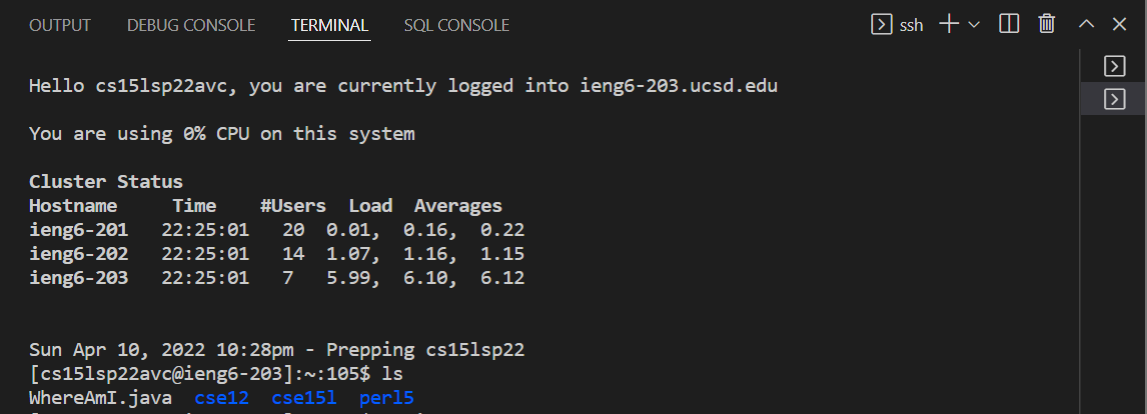 OUTPUT DEBUG CONSOLE TERMINAL SQL CONSOLE ssh
Hello cs15lsp22avc, you are currently logged into ieng6-203.ucsd.edu
You are using 0% CPU on this system
Cluster Status
Hostname Time #Users Load Averages
ieng6-201 22:25:01 20 0.01, 0.16, 0.22
ieng6-202 22:25:01 14 1.07, 1.16, 1.15
ieng6-203 22:25:01 7 5.99, 6.10, 6.12
Sun Apr 10, 2022 10:28pm - Prepping cs15lsp22
[cs15lsp22avc@ieng6-203]:~:105$ ls
WhereAmI.java cse12 cse15l perl5